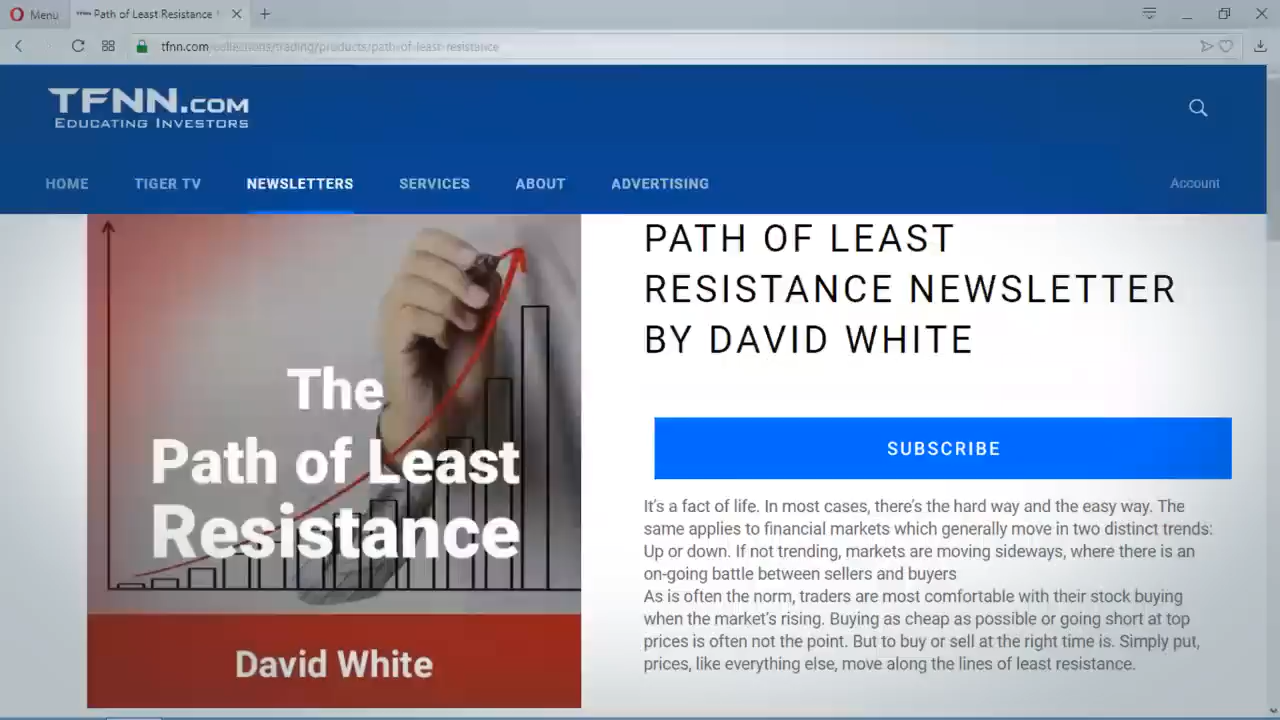 Menu
Path of Least Resistance
tfnn.com/collections/trading/products/path-of-least-resistance
TFNN.COM
EDUCATING INVESTORS
HOME
TIGER TV
NEWSLETTERS
SERVICES
ABOUT
ADVERTISING
Account
The
Path of Least
Resistance
David White
PATH OF LEAST
RESISTANCE NEWSLETTER
BY DAVID WHITE
SUBSCRIBE
It's a fact of life. In most cases, there's the hard way and the easy way. The
same applies to financial markets which generally move in two distinct trends:
Up or down. If not trending, markets are moving sideways, where there is an
on-going battle between sellers and buyers
As is often the norm, traders are most comfortable with their stock buying
when the market's rising. Buying as cheap as possible or going short at top
prices is often not the point. But to buy or sell at the right time is. Simply put,
prices, like everything else, move along the lines of least resistance.